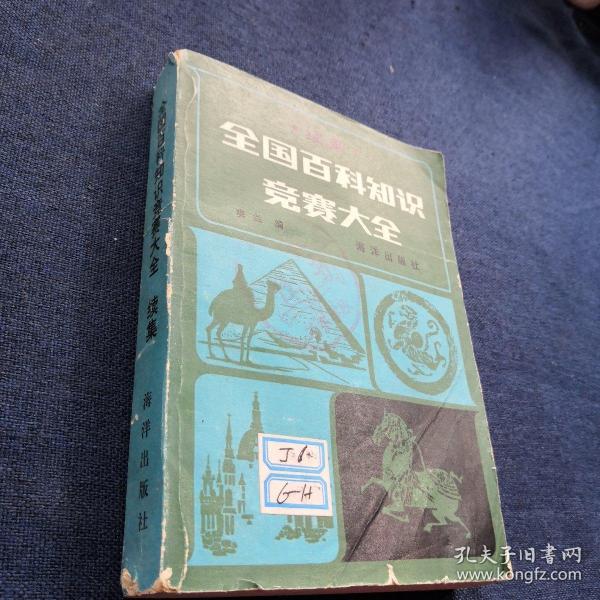 续集
全国百科知识
竞赛大全
编
海洋出版社
全国百科知识竞赛大全 续集
海洋出版社
J6
G-H
孔夫子旧书网
www.kongfz.com